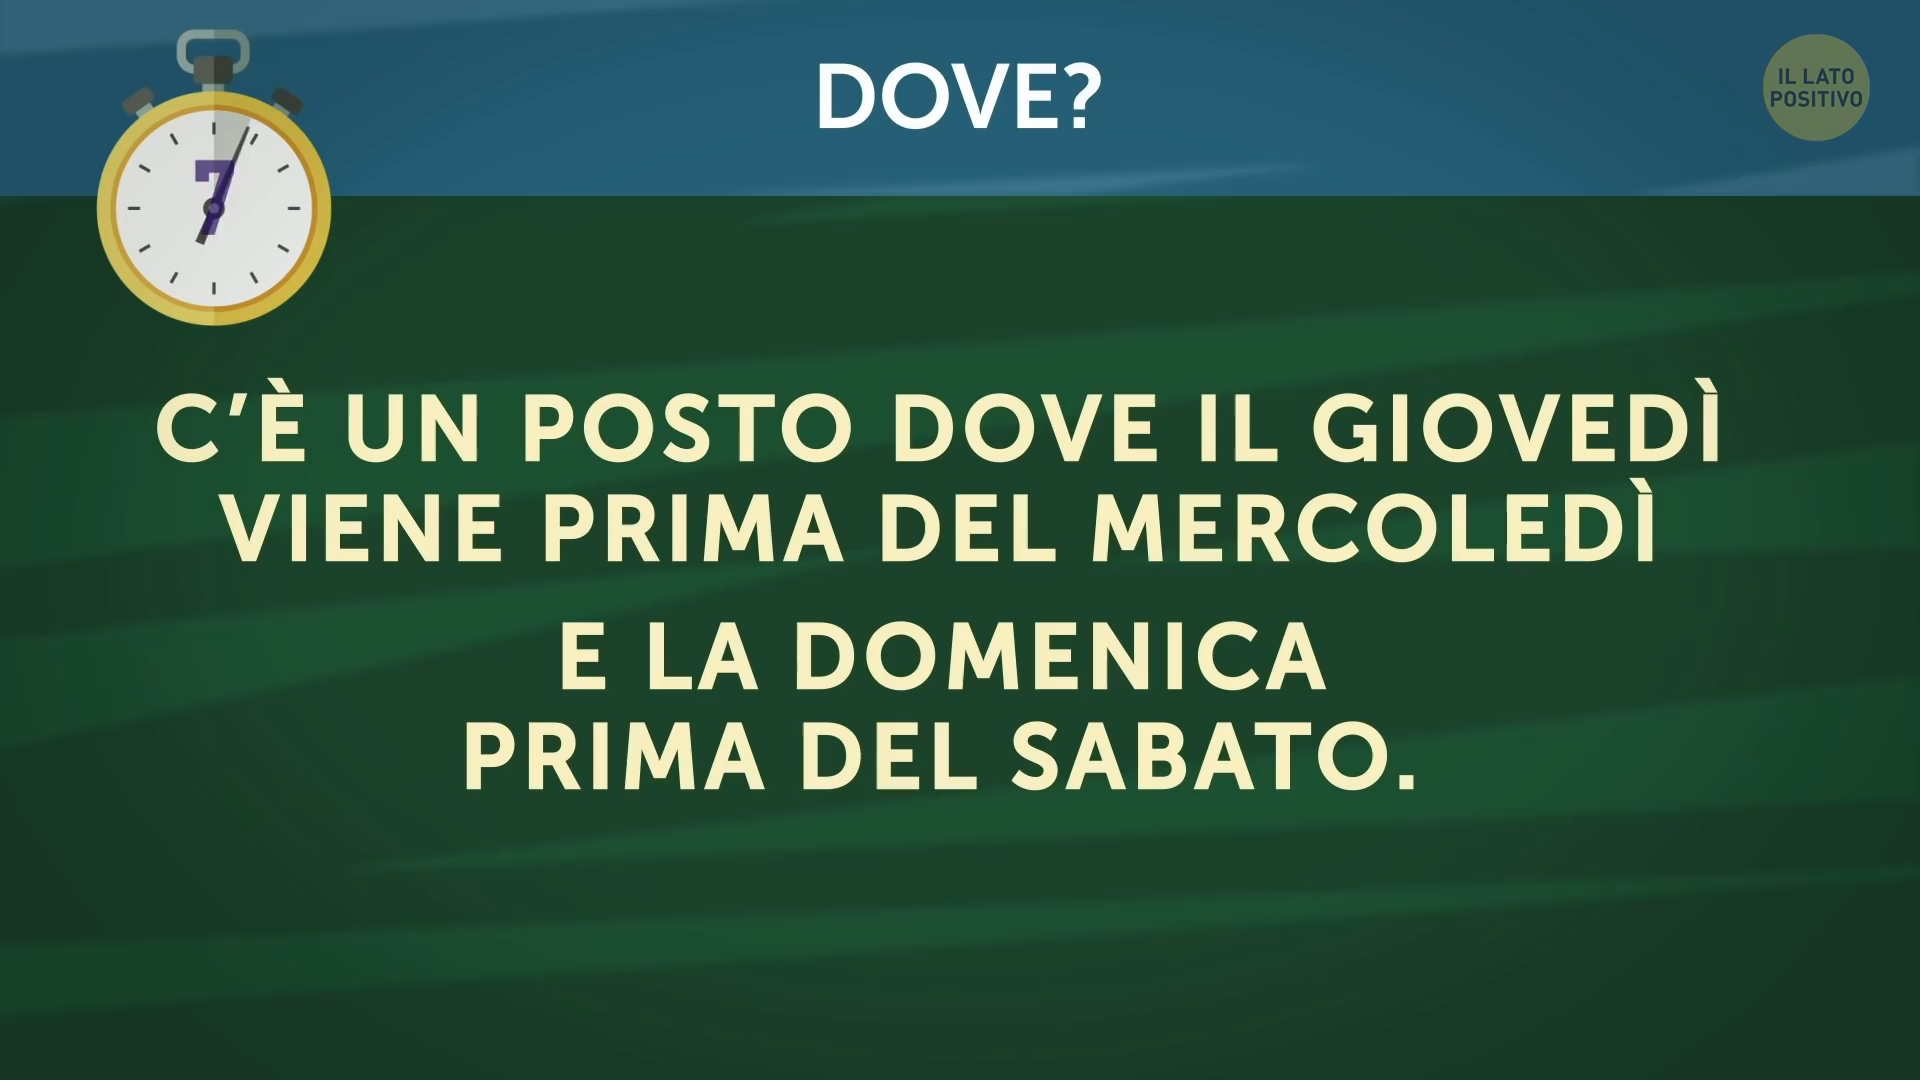 DOVE?
IL LATO
POSITIVO
7
C'È UN POSTO DOVE IL GIOVEDÌ
VIENE PRIMA DEL MERCOLEDÌ
E LA DOMENICA
PRIMA DEL SABATO.